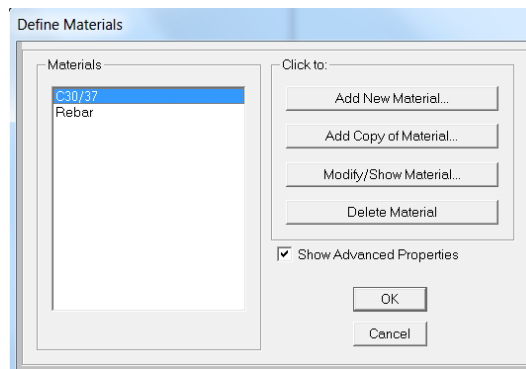 Define Materials
Materials
C30/37
Rebar
Click to:
Add New Material...
Add Copy of Material...
Modify/Show Material...
Delete Material
Show Advanced Properties
OK
Cancel